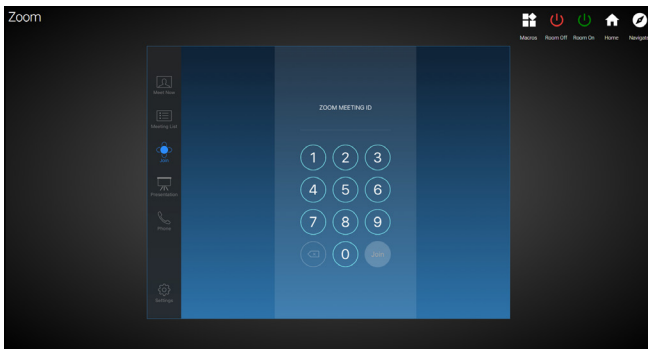 Zoom
Macros Room Off Room On Home Navigate
Meet Now
Meeting List
Join
Presentation
Phone
Settings
ZOOM MEETING ID
1 2 3
4 5 6
7 8 9
0 Join